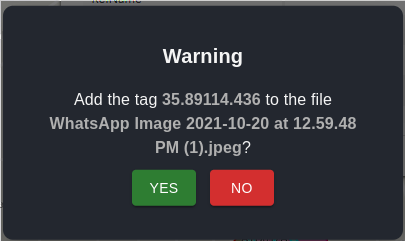 Warning
Add the tag 35.89114.436 to the file
WhatsApp Image 2021-10-20 at 12.59.48
PM (1).jpeg?
YES NO